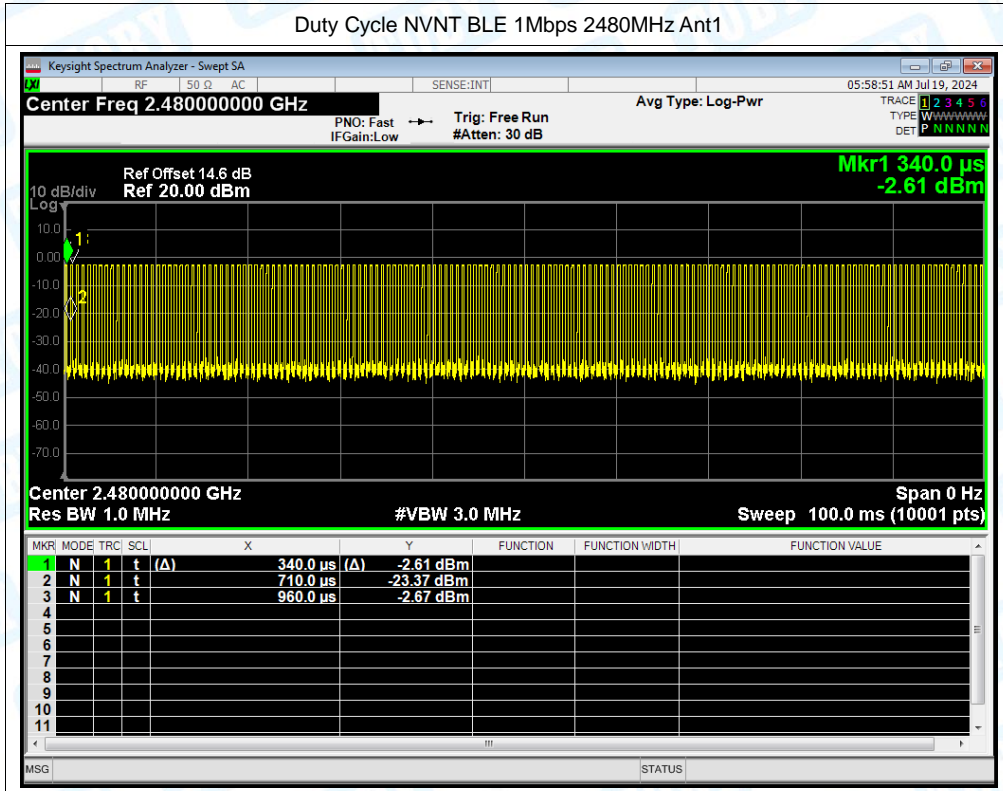 Duty Cycle NVNT BLE 1Mbps 2480MHz Ant1
Keysight Spectrum Analyzer - Swept SA
LXI RF 50 Ω AC SENSE:INT 05:58:51 AM Jul 19, 2024
Center Freq 2.480000000 GHz Avg Type: Log-Pwr TRACE 1 2 3 4 5 6
PNO: Fast Trig: Free Run TYPE WWWWWW
IFGain:Low #Atten: 30 dB DET P N N N N N
Mkr1 340.0 µs
Ref Offset 14.6 dB
10 dB/div Ref 20.00 dBm -2.61 dBm
Log
10.0
1
0.00
-10.0
2
-20.0
-30.0
-40.0
-50.0
-60.0
-70.0
Center 2.480000000 GHz Span 0 Hz
Res BW 1.0 MHz #VBW 3.0 MHz Sweep 100.0 ms (10001 pts)
MKR MODE TRC SCL X Y FUNCTION FUNCTION WIDTH FUNCTION VALUE
1 N 1 t (Δ) 340.0 µs (Δ) -2.61 dBm
2 N 1 t 710.0 µs -23.37 dBm
3 N 1 t 960.0 µs -2.67 dBm
4
5
6
7
8
9
10
11
MSG STATUS